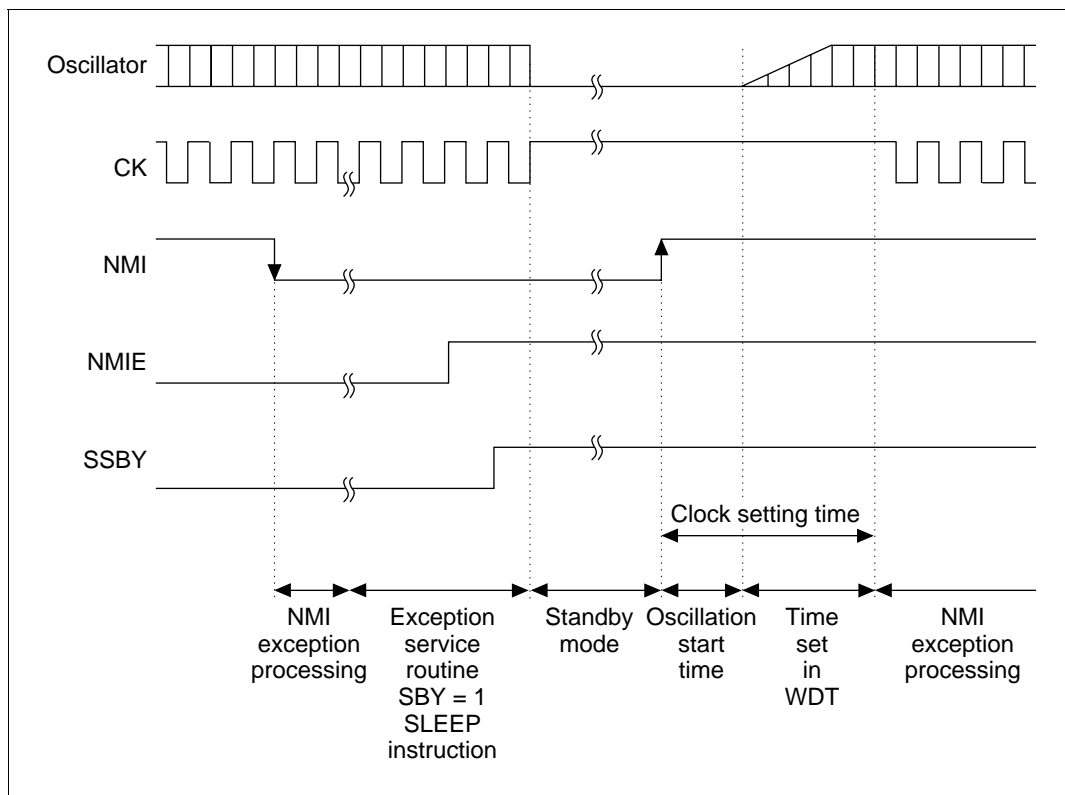 Oscillator
CK
NMI
NMIE
SSBY
Clock setting time
NMI
exception
processing
Exception
service
routine
SBY = 1
SLEEP
instruction
Standby
mode
Oscillation
start
time
Time
set
in
WDT
NMI
exception
processing